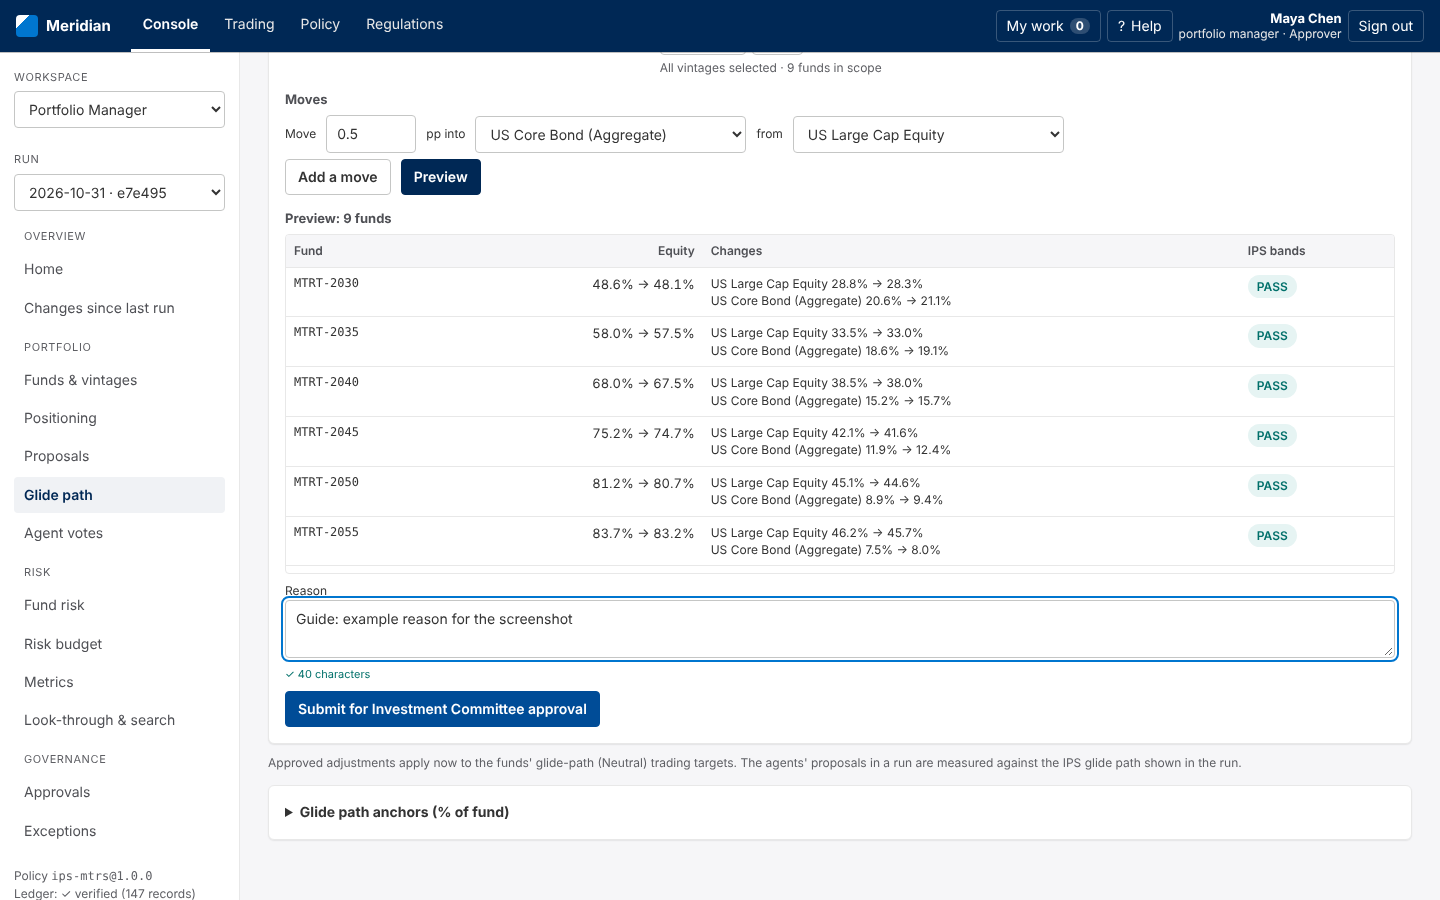 Meridian
Console
Trading
Policy
Regulations
My work 0
? Help
Maya Chen
portfolio manager · Approver
Sign out
WORKSPACE
Portfolio Manager
RUN
2026-10-31 · e7e495
OVERVIEW
Home
Changes since last run
PORTFOLIO
Funds & vintages
Positioning
Proposals
Glide path
Agent votes
RISK
Fund risk
Risk budget
Metrics
Look-through & search
GOVERNANCE
Approvals
Exceptions
Policy ips-mtrs@1.0.0
Ledger: ✓ verified (147 records)
All vintages selected · 9 funds in scope
Moves
Move 0.5 pp into US Core Bond (Aggregate) from US Large Cap Equity
Add a move Preview
Preview: 9 funds
Fund Equity Changes IPS bands
MTRT-2030 48.6% → 48.1% US Large Cap Equity 28.8% → 28.3% PASS
US Core Bond (Aggregate) 20.6% → 21.1%
MTRT-2035 58.0% → 57.5% US Large Cap Equity 33.5% → 33.0% PASS
US Core Bond (Aggregate) 18.6% → 19.1%
MTRT-2040 68.0% → 67.5% US Large Cap Equity 38.5% → 38.0% PASS
US Core Bond (Aggregate) 15.2% → 15.7%
MTRT-2045 75.2% → 74.7% US Large Cap Equity 42.1% → 41.6% PASS
US Core Bond (Aggregate) 11.9% → 12.4%
MTRT-2050 81.2% → 80.7% US Large Cap Equity 45.1% → 44.6% PASS
US Core Bond (Aggregate) 8.9% → 9.4%
MTRT-2055 83.7% → 83.2% US Large Cap Equity 46.2% → 45.7% PASS
US Core Bond (Aggregate) 7.5% → 8.0%
Reason
Guide: example reason for the screenshot
✓ 40 characters
Submit for Investment Committee approval
Approved adjustments apply now to the funds' glide-path (Neutral) trading targets. The agents' proposals in a run are measured against the IPS glide path shown in the run.
Glide path anchors (% of fund)